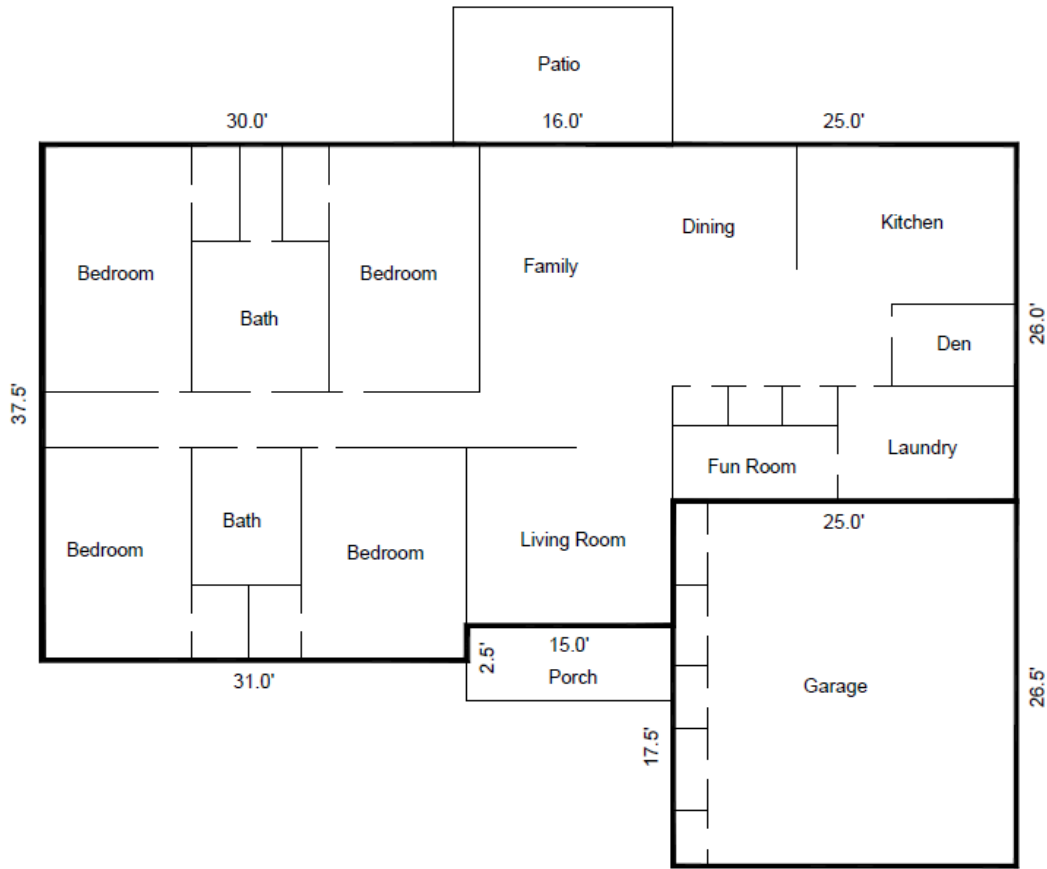 Patio
30.0'
16.0'
25.0'
Bedroom
Bath
Bedroom
Family
Dining
Kitchen
Den
26.0'
37.5'
Fun Room
Laundry
Bedroom
Bath
Bedroom
Living Room
25.0'
2.5'
15.0'
Porch
31.0'
17.5'
Garage
26.5'